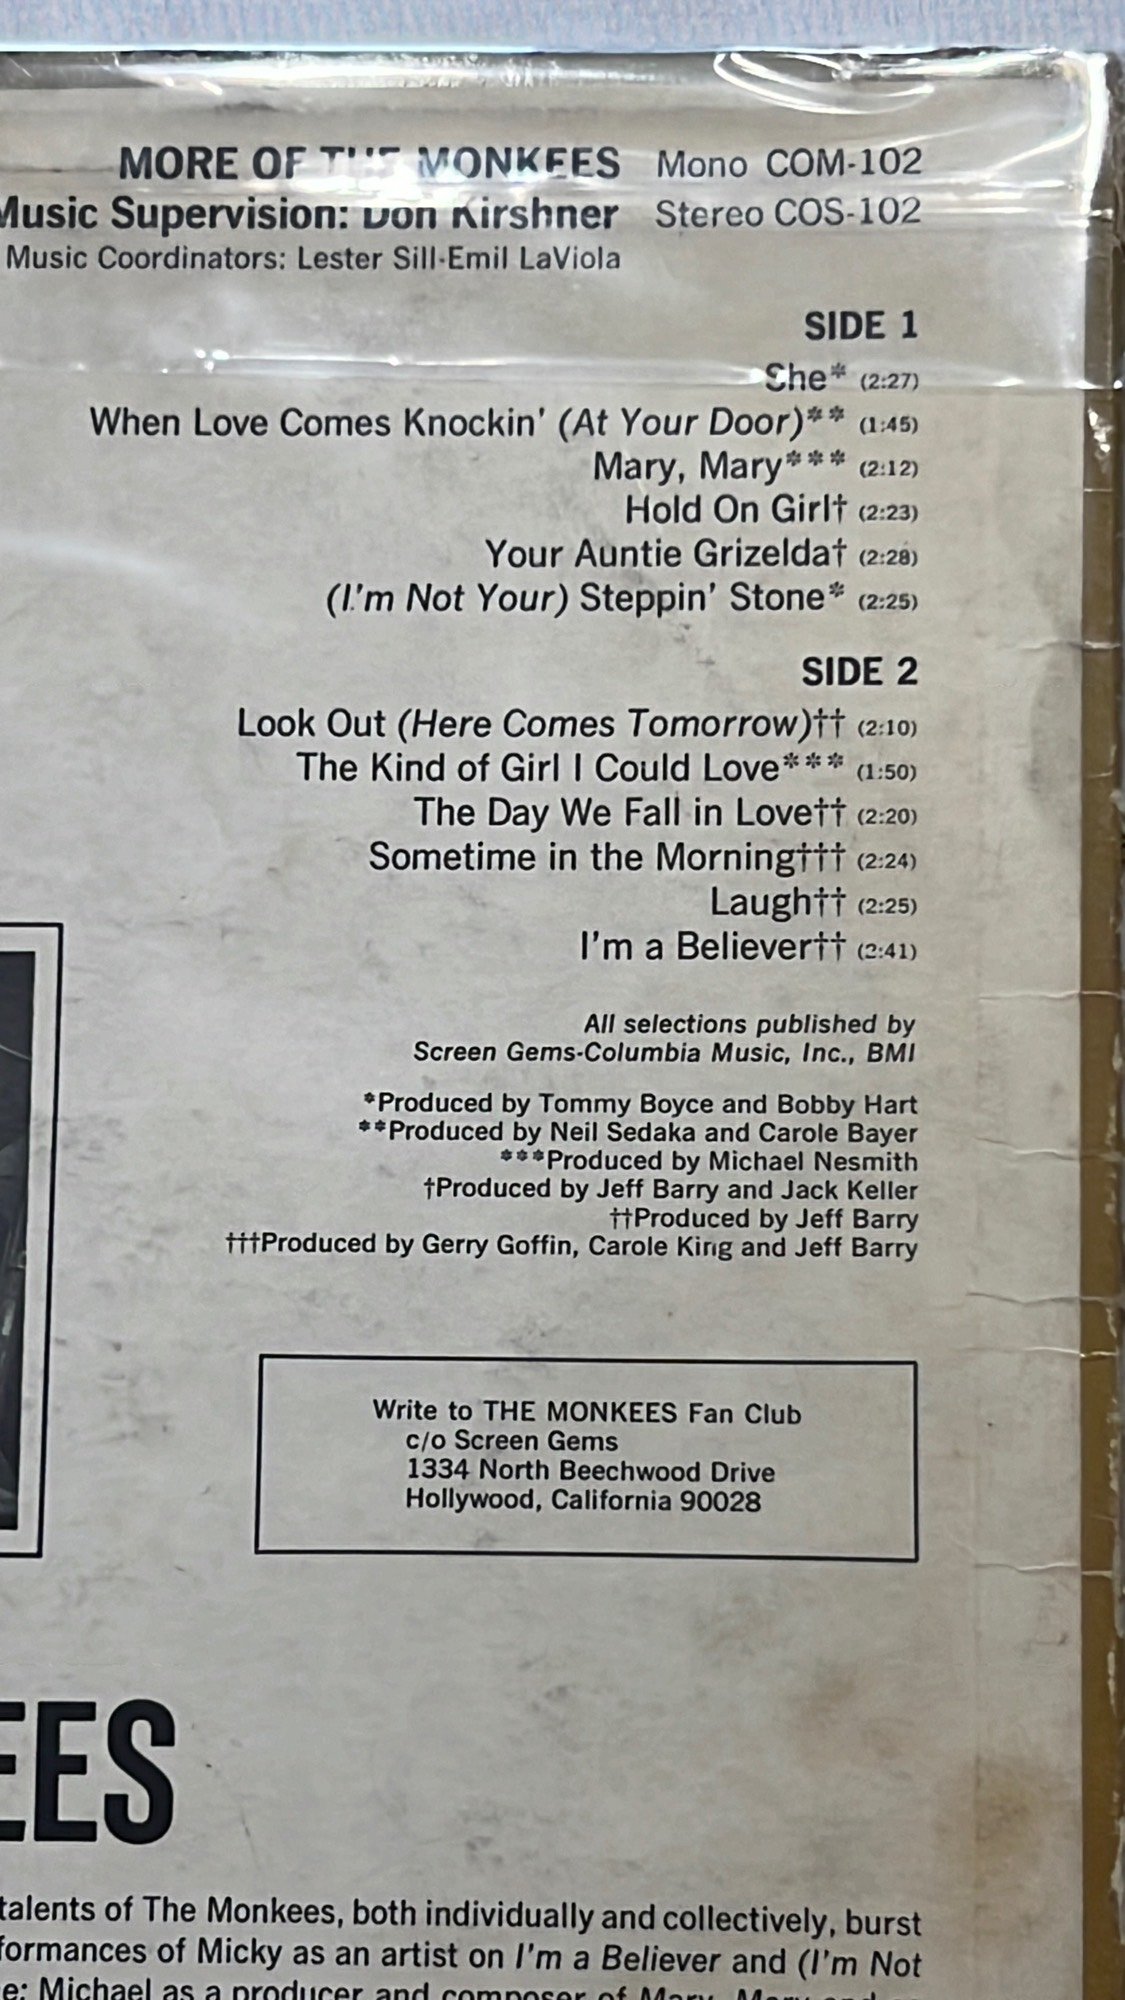 MORE OF THE MONKEES Mono COM-102
Music Supervision: Don Kirshner Stereo COS-102
Music Coordinators: Lester Sill-Emil LaViola
SIDE 1
She* (2:27)
When Love Comes Knockin' (At Your Door)** (1:45)
Mary, Mary*** (2:12)
Hold On Girl† (2:23)
Your Auntie Grizelda† (2:28)
(I'm Not Your) Steppin' Stone* (2:25)
SIDE 2
Look Out (Here Comes Tomorrow)†† (2:10)
The Kind of Girl I Could Love*** (1:50)
The Day We Fall in Love†† (2:20)
Sometime in the Morning††† (2:24)
Laugh†† (2:25)
I'm a Believer†† (2:41)
All selections published by
Screen Gems-Columbia Music, Inc., BMI
*Produced by Tommy Boyce and Bobby Hart
**Produced by Neil Sedaka and Carole Bayer
***Produced by Michael Nesmith
†Produced by Jeff Barry and Jack Keller
††Produced by Jeff Barry
†††Produced by Gerry Goffin, Carole King and Jeff Barry
Write to THE MONKEES Fan Club
c/o Screen Gems
1334 North Beechwood Drive
Hollywood, California 90028
EES
talents of The Monkees, both individually and collectively, burst
formances of Micky as an artist on I'm a Believer and (I'm Not
e: Michael as a producer and composer of Mary, Mary and